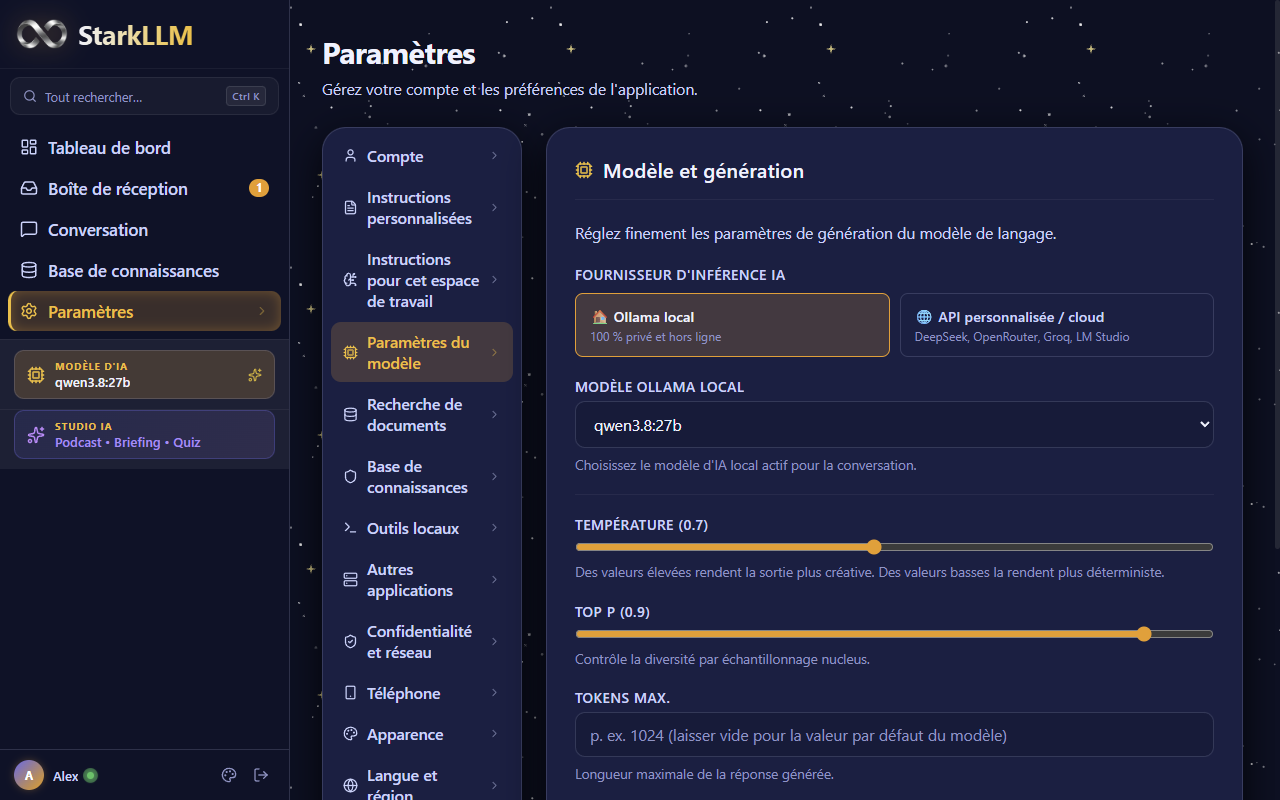 StarkLLM
Tout rechercher...
Ctrl K
Tableau de bord
Boîte de réception
1
Conversation
Base de connaissances
Paramètres
MODÈLE D'IA
qwen3.8:27b
STUDIO IA
Podcast • Briefing • Quiz
A
Alex
Paramètres
Gérez votre compte et les préférences de l'application.
Compte
Instructions
personnalisées
Instructions
pour cet espace
de travail
Paramètres du
modèle
Recherche de
documents
Base de
connaissances
Outils locaux
Autres
applications
Confidentialité
et réseau
Téléphone
Apparence
Langue et
région
Modèle et génération
Réglez finement les paramètres de génération du modèle de langage.
FOURNISSEUR D'INFÉRENCE IA
Ollama local
100 % privé et hors ligne
API personnalisée / cloud
DeepSeek, OpenRouter, Groq, LM Studio
MODÈLE OLLAMA LOCAL
qwen3.8:27b
Choisissez le modèle d'IA local actif pour la conversation.
TEMPÉRATURE (0.7)
Des valeurs élevées rendent la sortie plus créative. Des valeurs basses la rendent plus déterministe.
TOP P (0.9)
Contrôle la diversité par échantillonnage nucleus.
TOKENS MAX.
p. ex. 1024 (laisser vide pour la valeur par défaut du modèle)
Longueur maximale de la réponse générée.